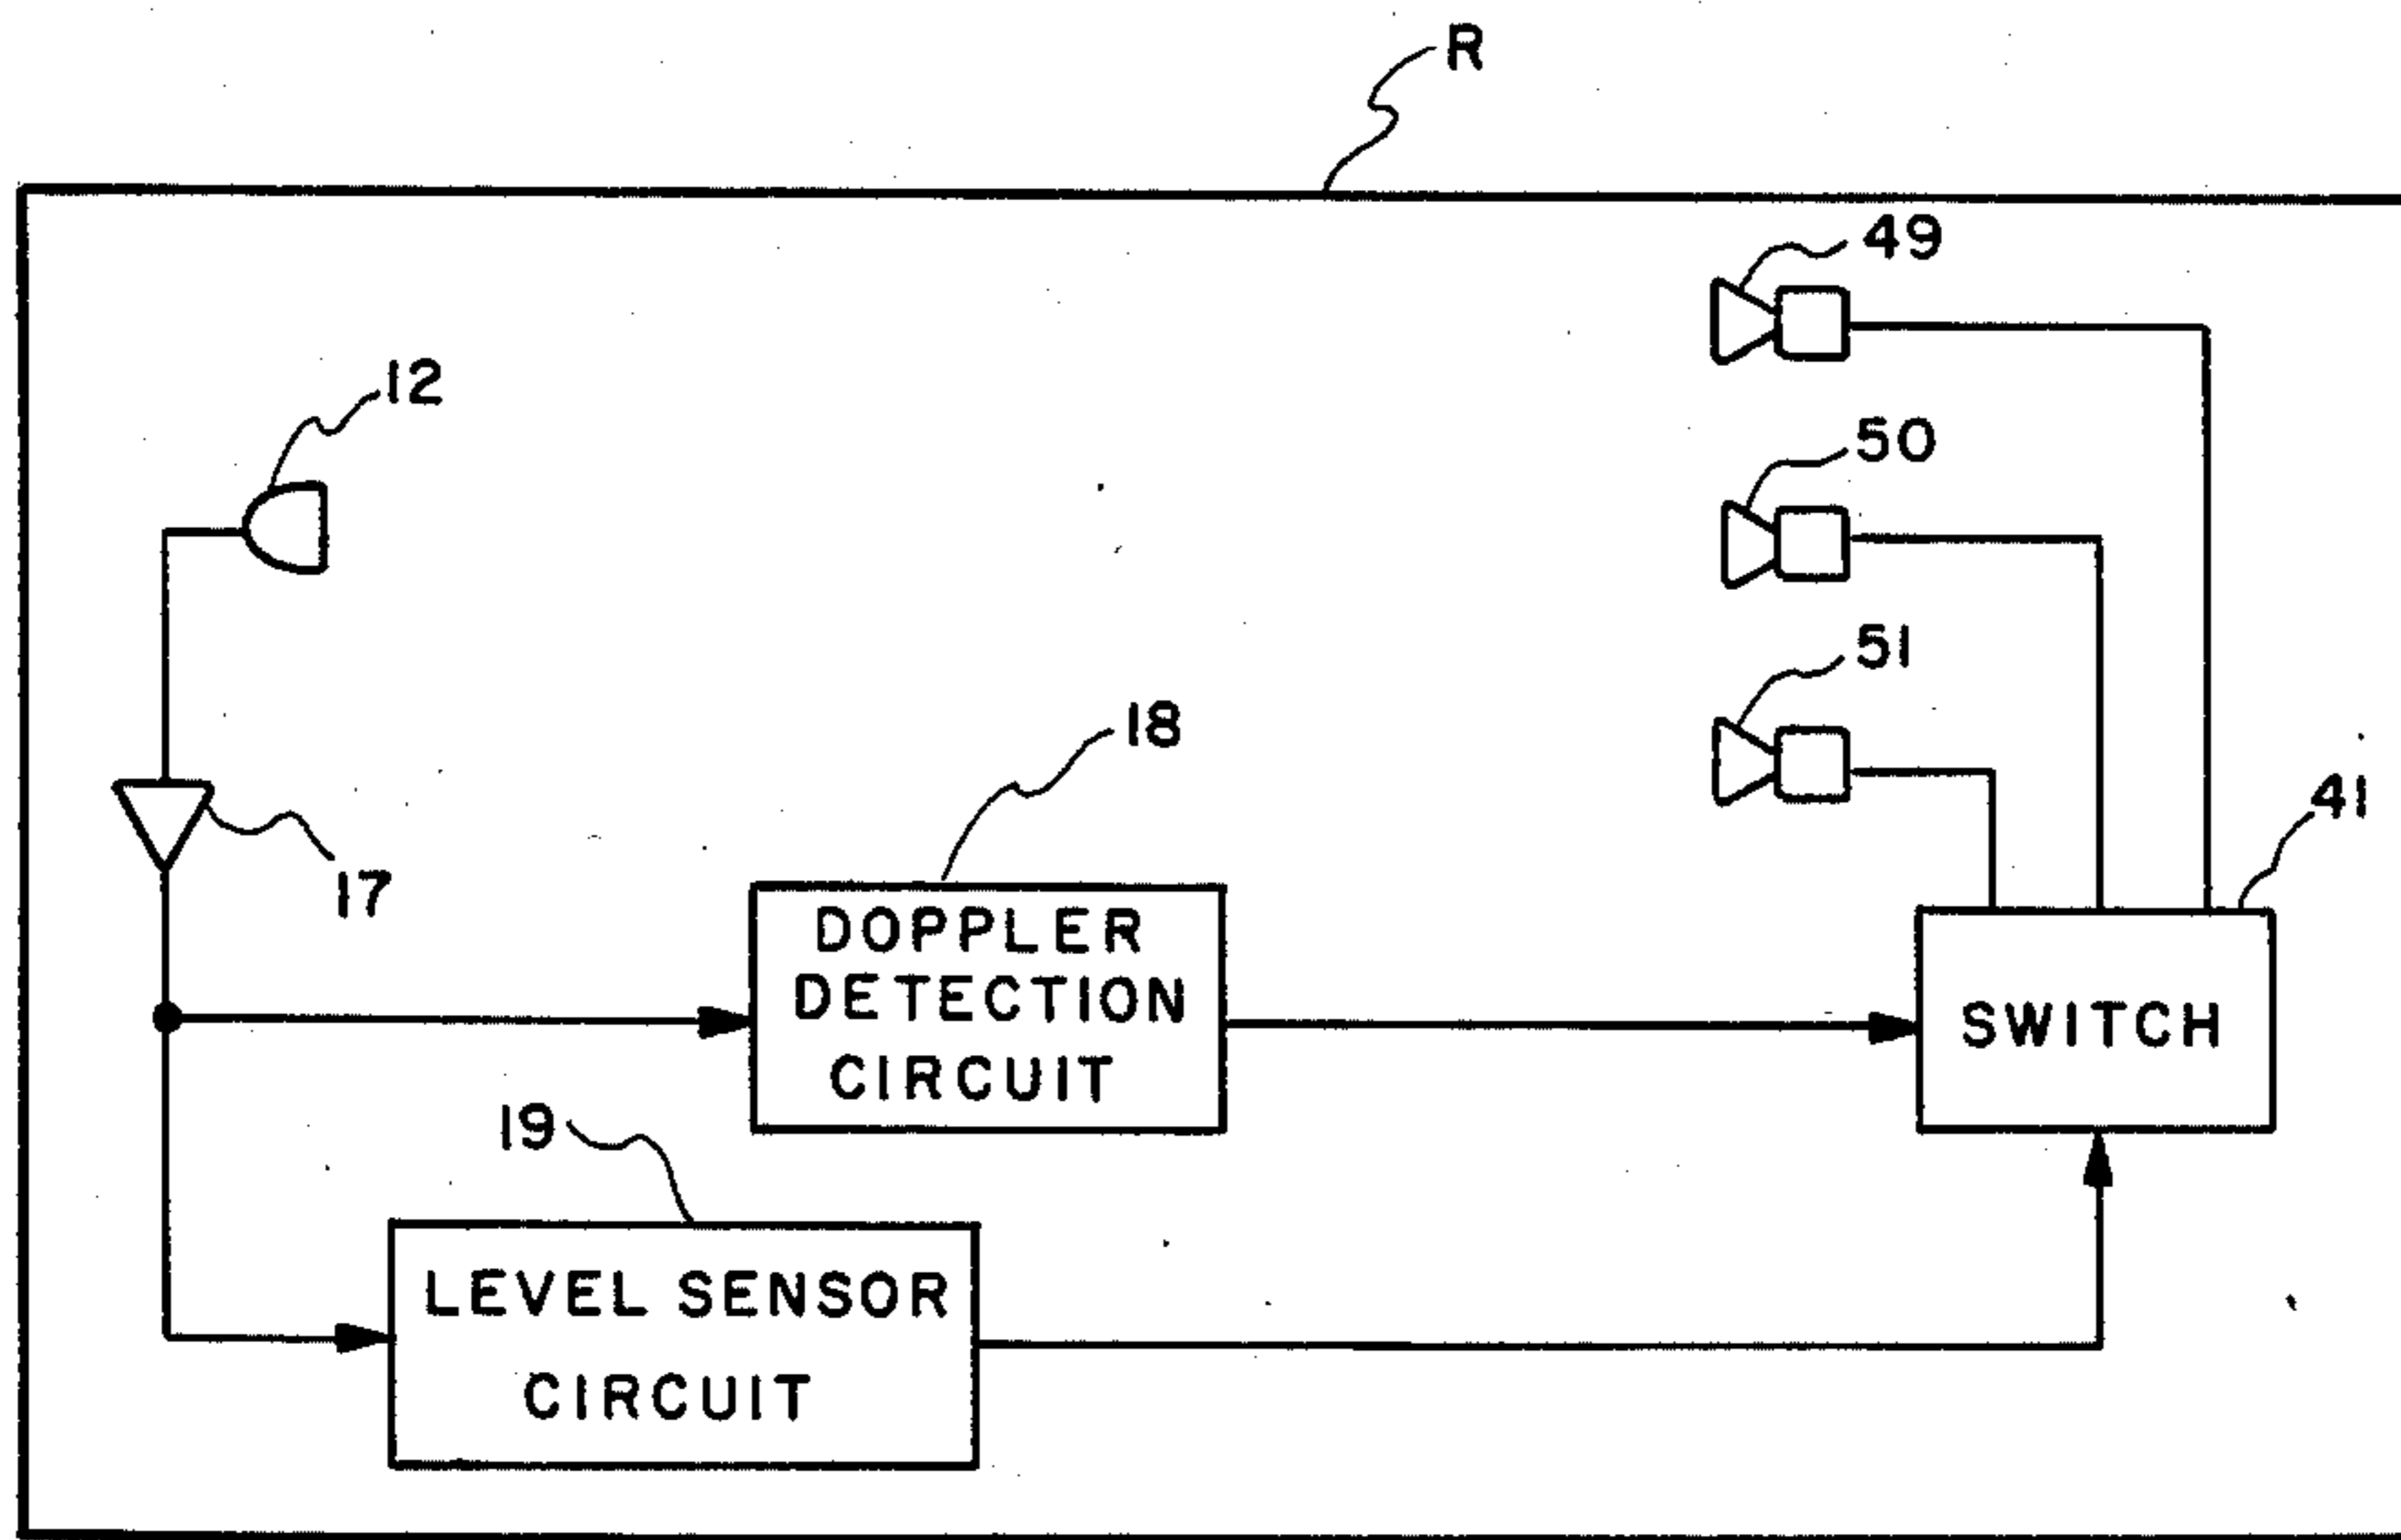 R
49
12
50
51
18
41
17
DOPPLER
DETECTION
CIRCUIT
SWITCH
19
LEVEL SENSOR
CIRCUIT